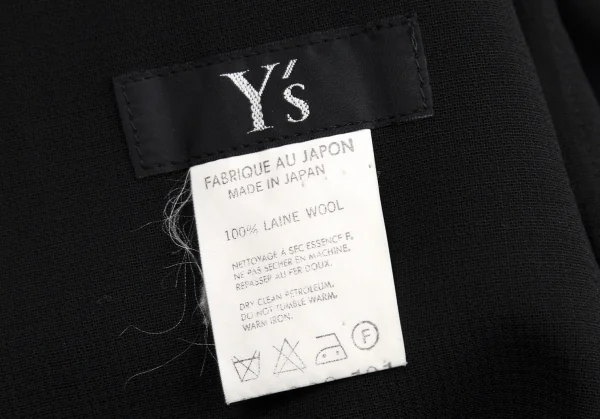 Y's
FABRIQUE AU JAPON
MADE IN JAPAN
100% LAINE WOOL
NETTOYAGE A SEC ESSENCE F.
NE PAS SECHER EN MACHINE.
REPASSER AU FER DOUX.
DRY CLEAN PETROLEUM.
DO NOT TUMBLE WARM.
WARM IRON.
F